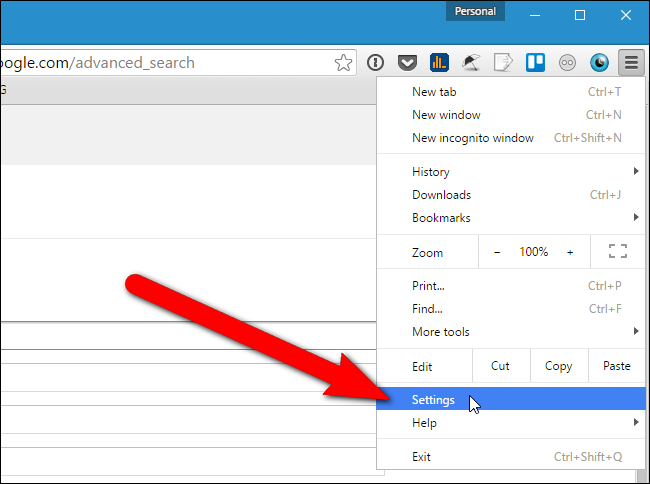 Personal
oogle.com/advanced_search
G
New tab Ctrl+T
New window Ctrl+N
New incognito window Ctrl+Shift+N
History
Downloads Ctrl+J
Bookmarks
Zoom − 100% +
Print... Ctrl+P
Find... Ctrl+F
More tools
Edit Cut Copy Paste
Settings
Help
Exit Ctrl+Shift+Q